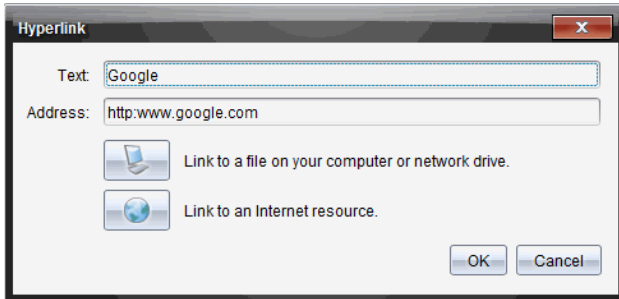 Hyperlink
Text: Google
Address: http:www.google.com
Link to a file on your computer or network drive.
Link to an Internet resource.
OK Cancel